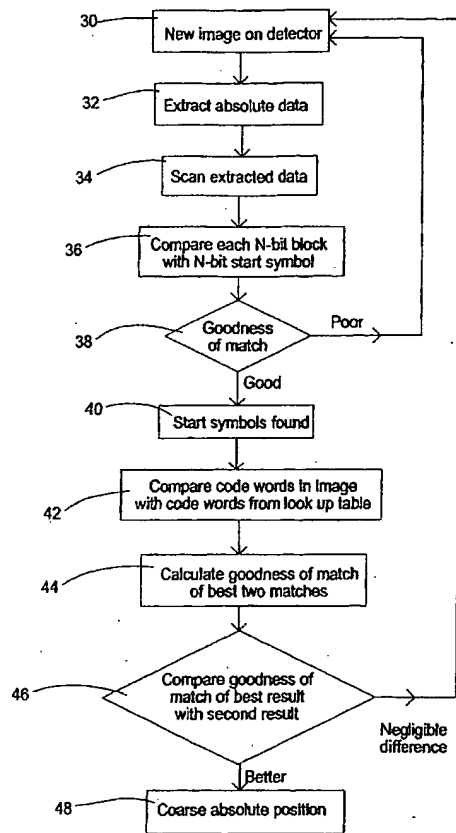 30
New image on detector
32
Extract absolute data
34
Scan extracted data
36
Compare each N-bit block
with N-bit start symbol
38
Goodness
of match
Poor
Good
40
Start symbols found
42
Compare code words in image
with code words from look up table
44
Calculate goodness of match
of best two matches
46
Compare goodness of
match of best result
with second result
Negligible
difference
Better
48
Coarse absolute position